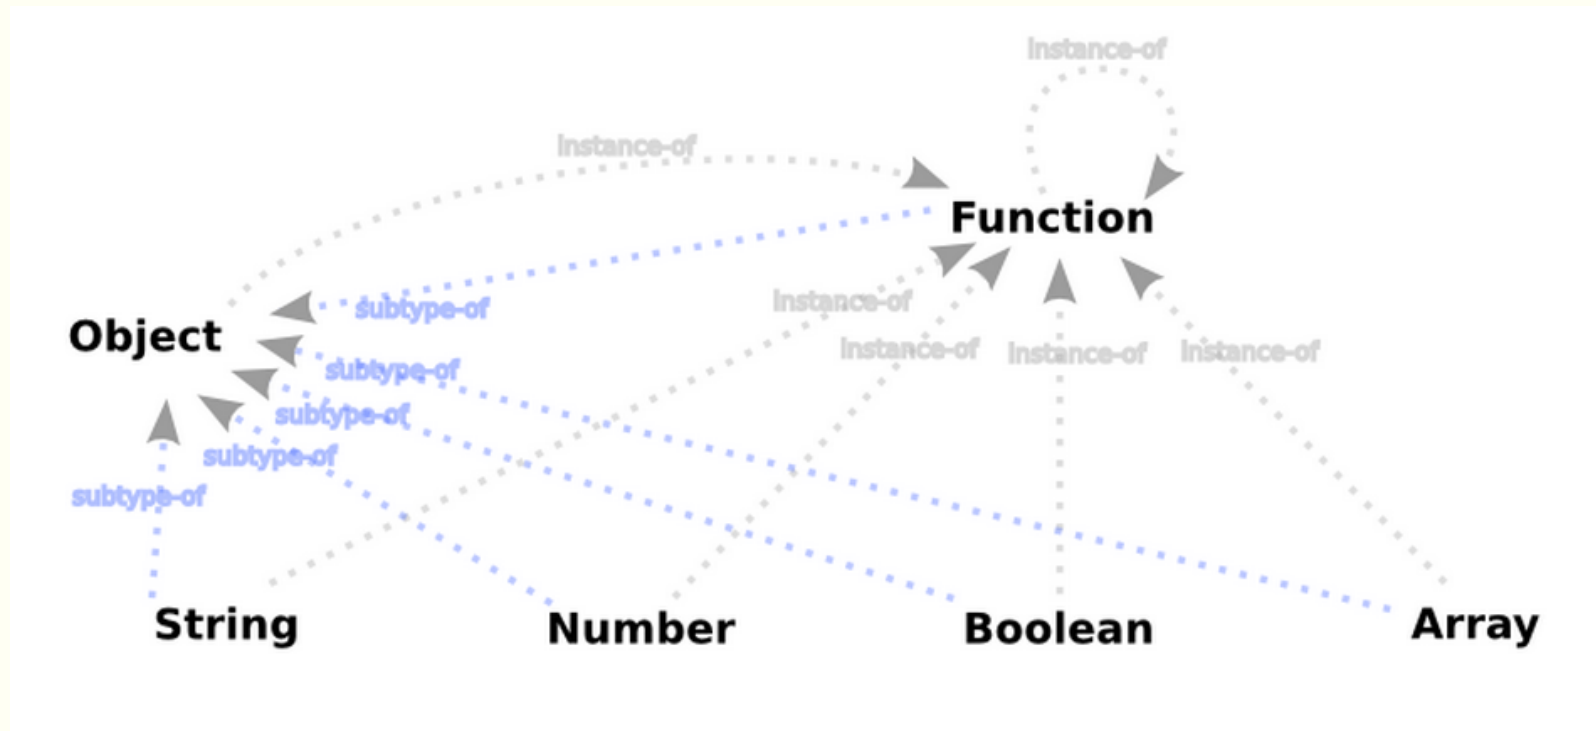 instance-of
instance-of
Function
instance-of
subtype-of
Object
instance-of
instance-of
instance-of
subtype-of
subtype-of
subtype-of
subtype-of
String
Number
Boolean
Array